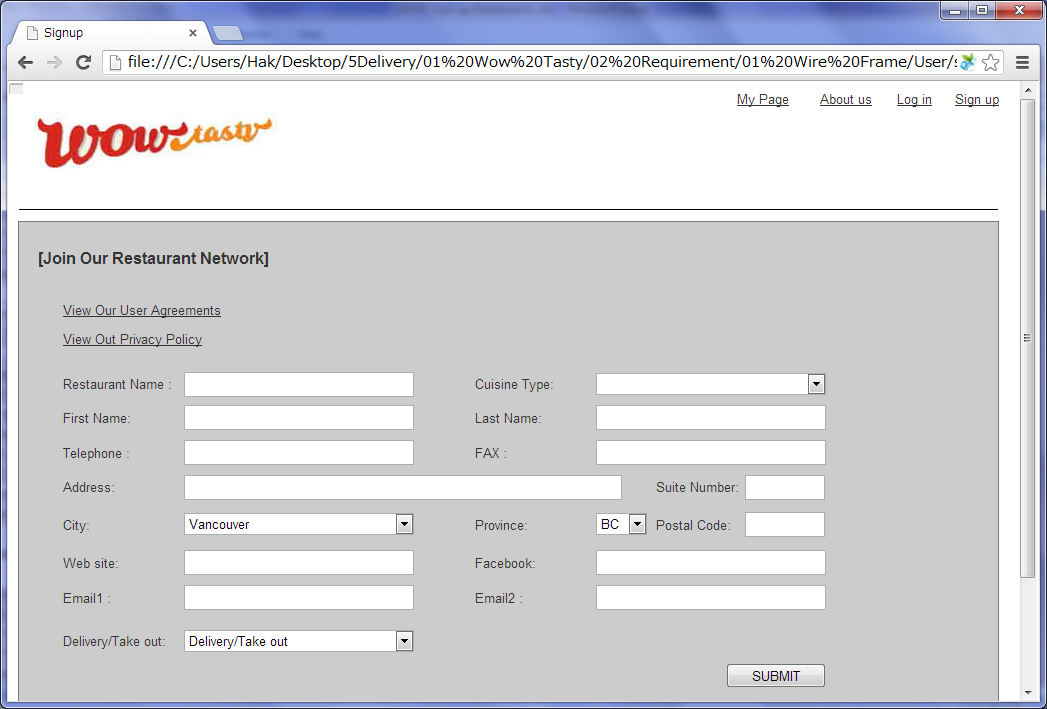 Signup
file:///C:/Users/Hak/Desktop/5Delivery/01%20Wow%20Tasty/02%20Requirement/01%20Wire%20Frame/User/s
My Page About us Log in Sign up
wow tasty
[Join Our Restaurant Network]
View Our User Agreements
View Out Privacy Policy
Restaurant Name : Cuisine Type:
First Name: Last Name:
Telephone : FAX :
Address: Suite Number:
City: Vancouver Province: BC Postal Code:
Web site: Facebook:
Email1 : Email2 :
Delivery/Take out: Delivery/Take out
SUBMIT